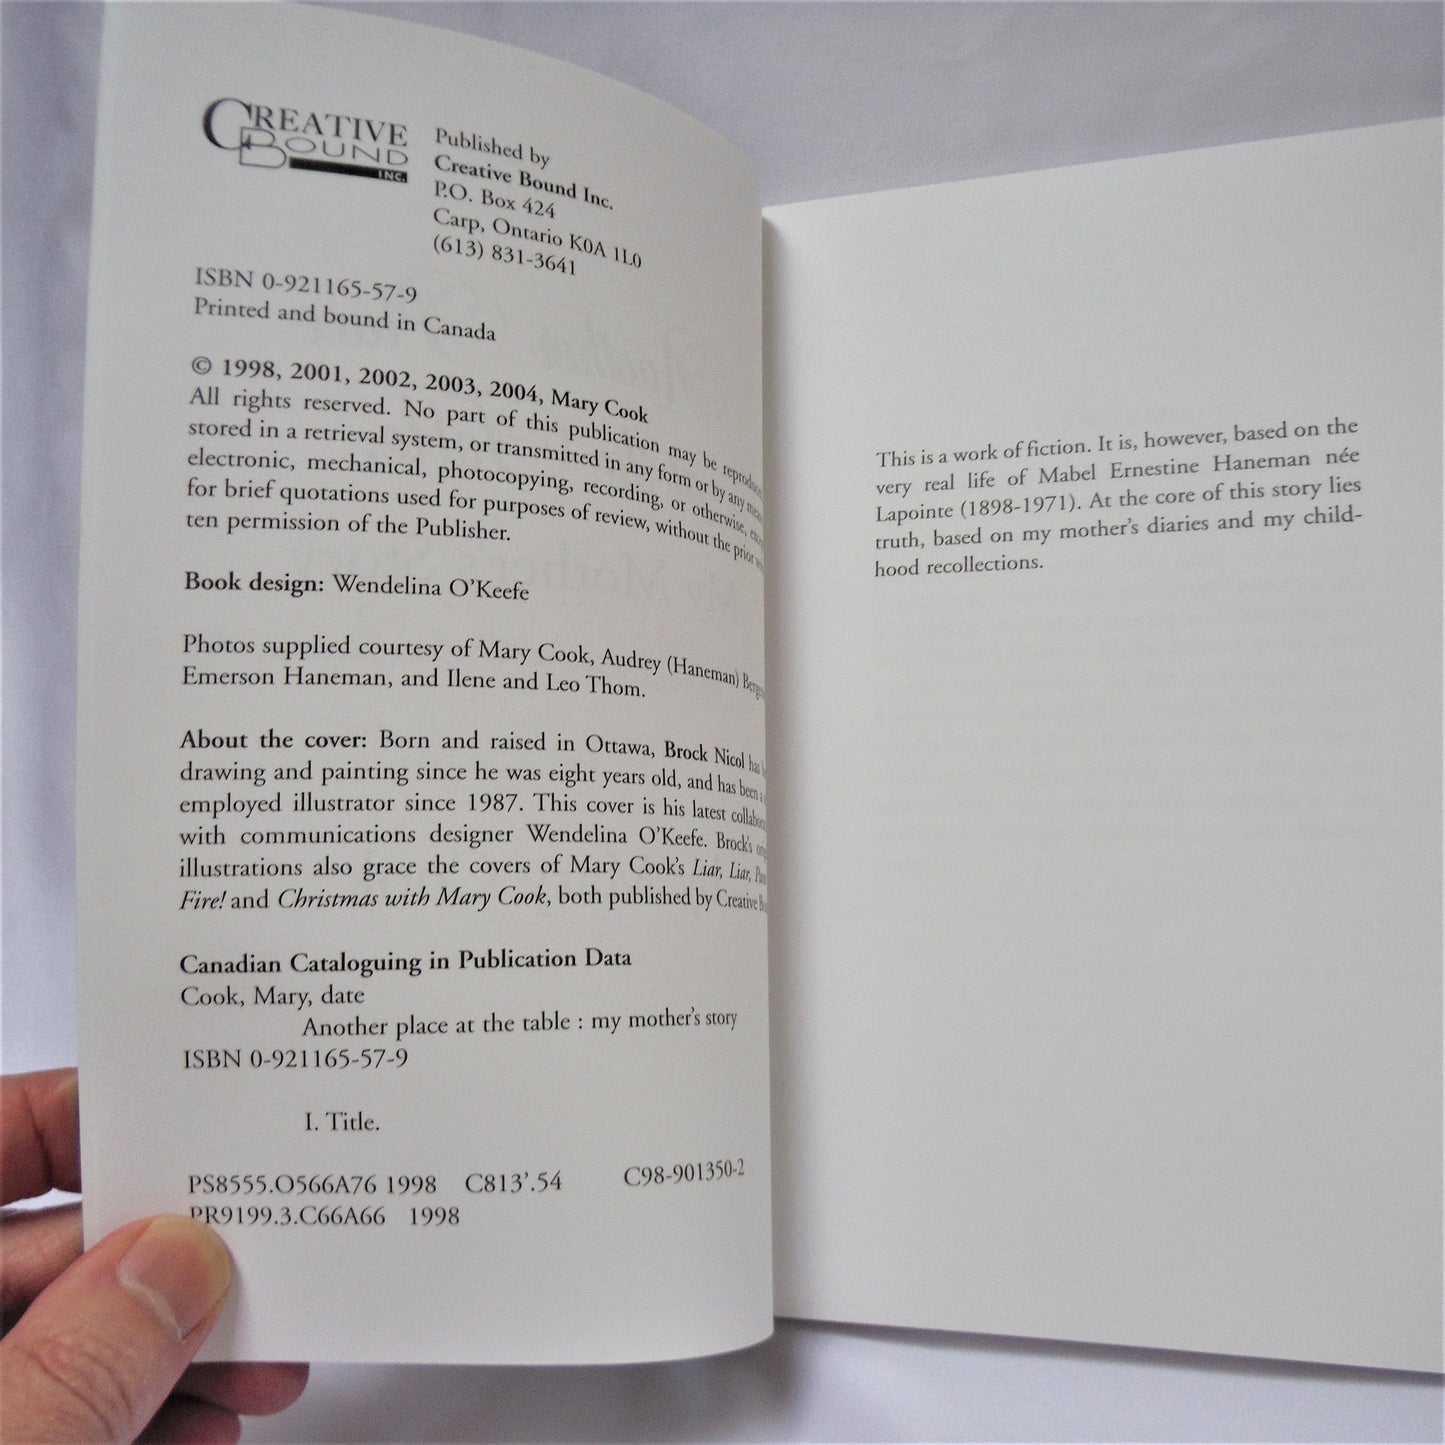 CREATIVE
BOUND
INC.
Published by
Creative Bound Inc.
P.O. Box 424
Carp, Ontario K0A 1L0
(613) 831-3641
ISBN 0-921165-57-9
Printed and bound in Canada
© 1998, 2001, 2002, 2003, 2004, Mary Cook
All rights reserved. No part of this publication may be
stored in a retrieval system, or transmitted in any form or by any
electronic, mechanical, photocopying, recording, or otherwise,
for brief quotations used for purposes of review, without the prior
ten permission of the Publisher.
Book design: Wendelina O'Keefe
Photos supplied courtesy of Mary Cook, Audrey (Haneman)
Emerson Haneman, and Ilene and Leo Thom.
About the cover: Born and raised in Ottawa, Brock Nicol has
drawing and painting since he was eight years old, and has been a
employed illustrator since 1987. This cover is his latest
with communications designer Wendelina O'Keefe. Brock's
illustrations also grace the covers of Mary Cook's Liar, Liar,
Fire! and Christmas with Mary Cook, both published by Creative
Canadian Cataloguing in Publication Data
Cook, Mary, date
Another place at the table : my mother's story
ISBN 0-921165-57-9
I. Title.
PS8555.O566A76 1998 C813'.54 C98-901350-2
PR9199.3.C66A66 1998
This is a work of fiction. It is, however, based on the
very real life of Mabel Ernestine Haneman née
Lapointe (1898-1971). At the core of this story lies
truth, based on my mother's diaries and my child-
hood recollections.